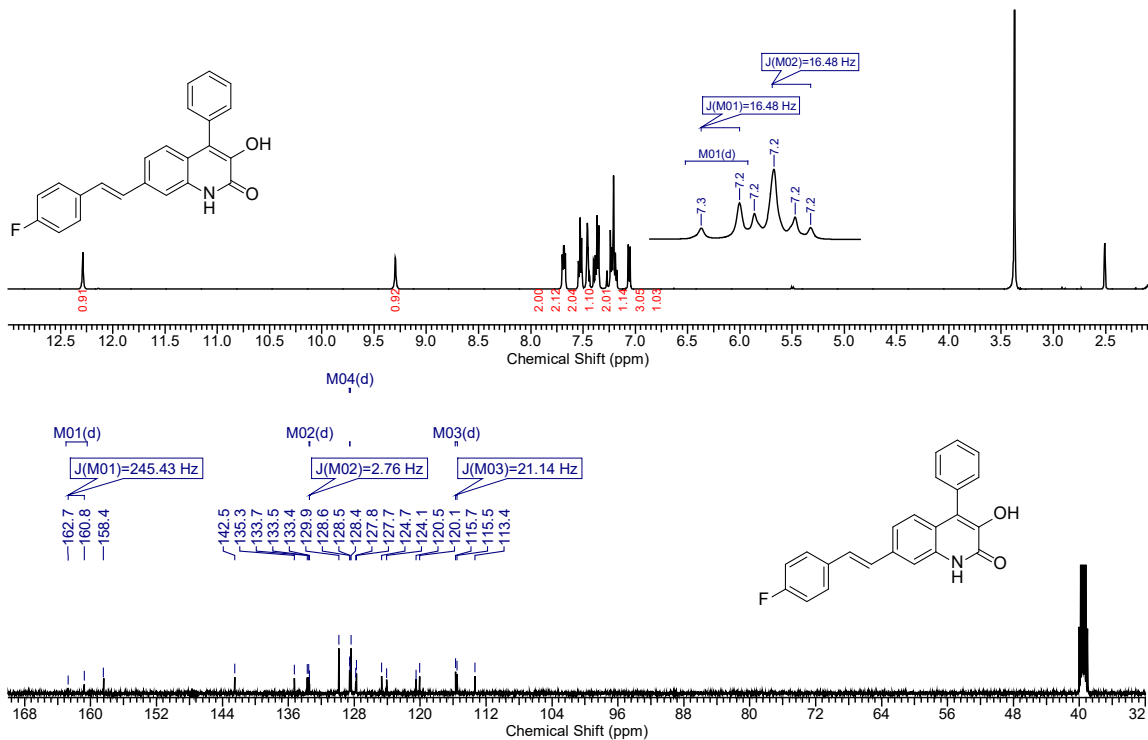 J(M02)=16.48 Hz
J(M01)=16.48 Hz
M01(d)
7.3
7.2
7.2
7.2
7.2
7.2
OH
O
NH
F
0.91
0.92
2.00
2.12
2.04
1.10
2.01
1.14
3.05
1.03
12.5 12.0 11.5 11.0 10.5 10.0 9.5 9.0 8.5 8.0 7.5 7.0 6.5 6.0 5.5 5.0 4.5 4.0 3.5 3.0 2.5
Chemical Shift (ppm)
M04(d)
M01(d) M02(d) M03(d)
J(M01)=245.43 Hz J(M02)=2.76 Hz J(M03)=21.14 Hz
162.7
160.8
158.4
142.5
135.3
133.7
133.5
133.4
129.9
128.6
128.5
128.4
127.8
127.7
124.7
124.1
120.5
120.1
115.7
115.5
113.4
OH
O
NH
F
168 160 152 144 136 128 120 112 104 96 88 80 72 64 56 48 40 32
Chemical Shift (ppm)